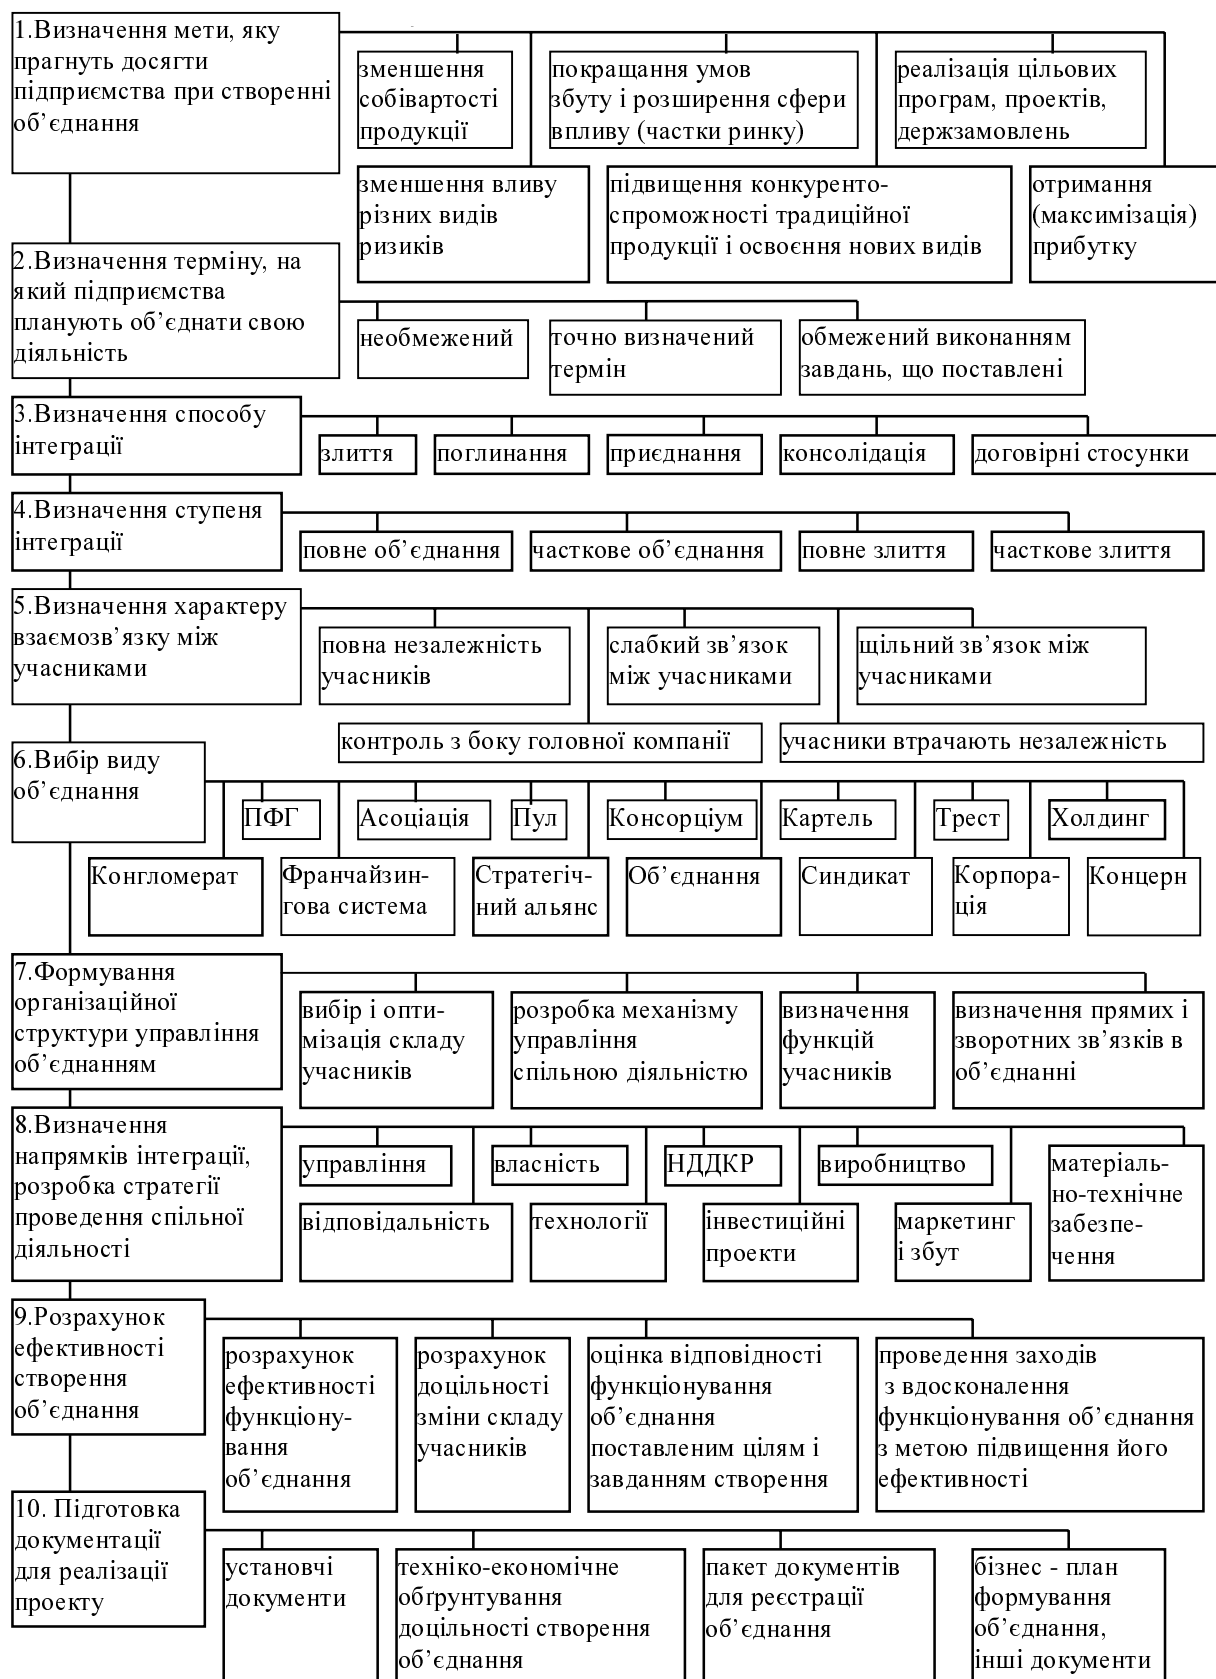 1.Визначення мети, яку
прагнуть досягти
підприємства при створенні
об’єднання
зменшення
собівартості
продукції
покращання умов
збуту і розширення сфери
впливу (частки ринку)
реалізація цільових
програм, проектів,
держзамовлень
зменшення вливу
різних видів
ризиків
підвищення конкуренто-
спроможності традиційної
продукції і освоєння нових видів
отримання
(максимізація)
прибутку
2.Визначення терміну, на
який підприємства
планують об’єднати свою
діяльність
необмежений
точно визначений
термін
обмежений виконанням
завдань, що поставлені
3.Визначення способу
інтеграції
злиття
поглинання
приєднання
консолідація
договірні стосунки
4.Визначення ступеня
інтеграції
повне об’єднання
часткове об’єднання
повне злиття
часткове злиття
5.Визначення характеру
взаємозв’язку між
учасниками
повна незалежність
учасників
слабкий зв’язок
між учасниками
щільний зв’язок між
учасниками
контроль з боку головної компанії
учасники втрачають незалежність
6.Вибір виду
об’єднання
ПФГ
Асоціація
Пул
Консорціум
Картель
Трест
Холдинг
Конгломерат
Франчайзин-
гова система
Стратегіч-
ний альянс
Об’єднання
Синдикат
Корпора-
ція
Концерн
7.Формування
організаційної
структури управління
об’єднанням
вибір і опти-
мізація складу
учасників
розробка механізму
управління
спільною діяльністю
визначення
функцій
учасників
визначення прямих і
зворотних зв’язків в
об’єднанні
8.Визначення
напрямків інтеграції,
розробка стратегії
проведення спільної
діяльності
управління
власність
НДДКР
виробництво
матеріаль-
но-технічне
забезпе-
чення
відповідальність
технології
інвестиційні
проекти
маркетинг
і збут
9.Розрахунок
ефективності
створення
об’єднання
розрахунок
ефективності
функціону-
вання
об’єднання
розрахунок
доцільності
зміни складу
учасників
оцінка відповідності
функціонування
об’єднання
поставленим цілям і
завданням створення
проведення заходів
з вдосконалення
функціонування об’єднання
з метою підвищення його
ефективності
10. Підготовка
документації
для реалізації
проекту
установчі
документи
техніко-економічне
обґрунтування
доцільності створення
об’єднання
пакет документів
для реєстрації
об’єднання
бізнес - план
формування
об’єднання,
інші документи